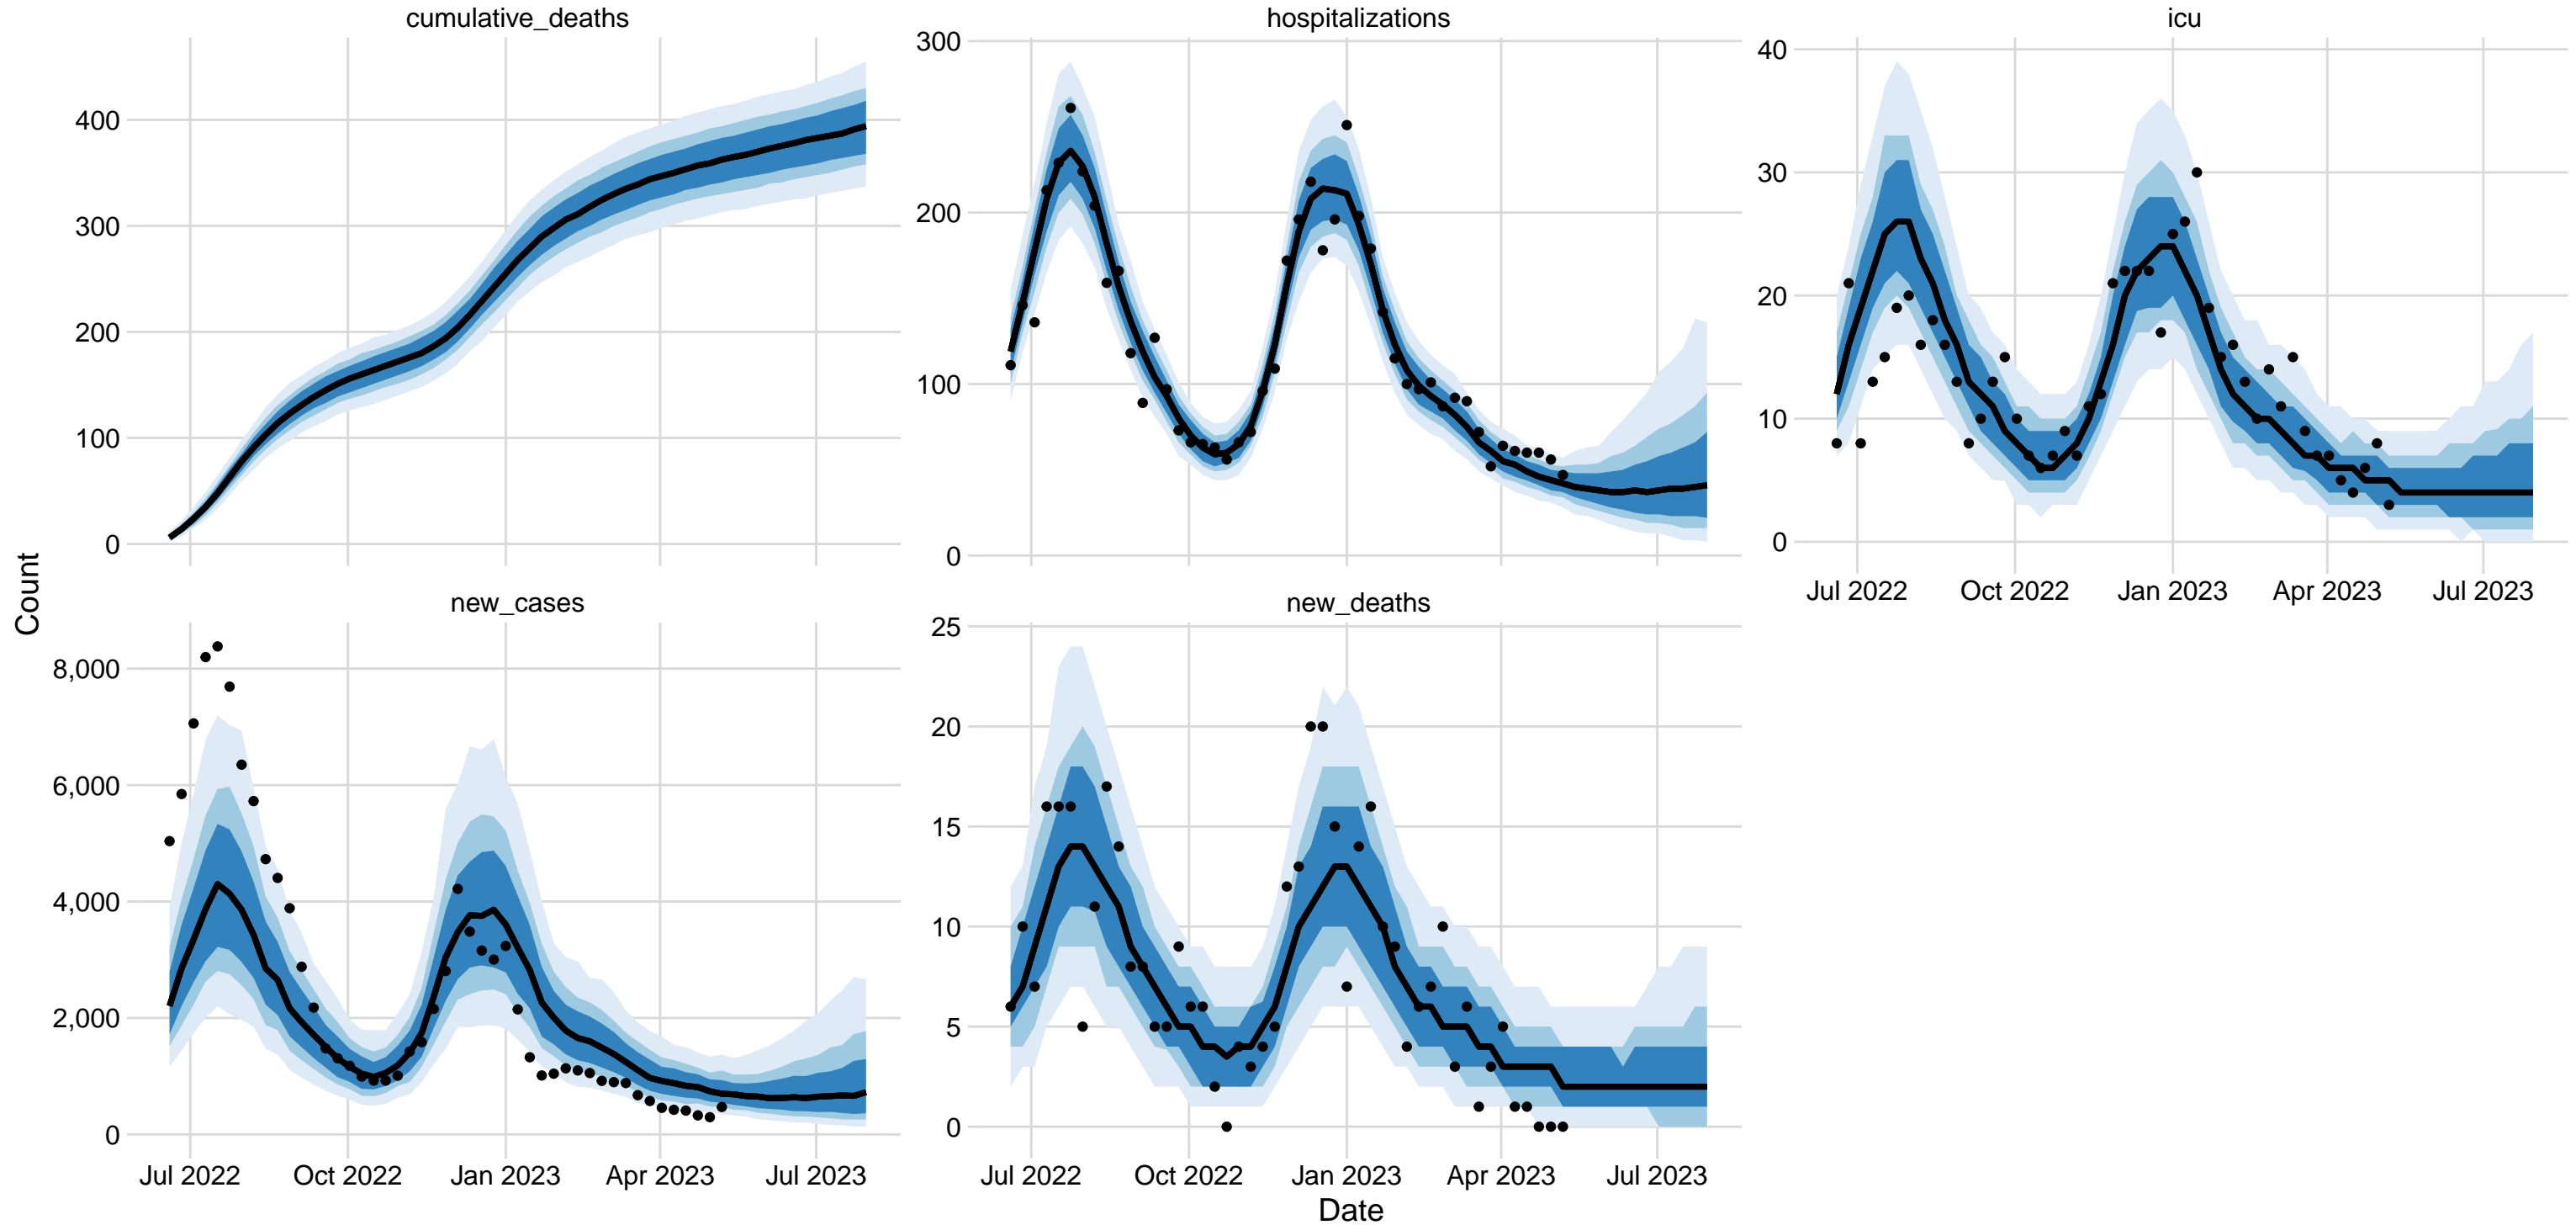 cumulative_deaths
hospitalizations
icu
400
300
200
100
0
300
200
100
0
40
30
20
10
0
Jul 2022 Oct 2022 Jan 2023 Apr 2023 Jul 2023
Count
new_cases
new_deaths
8,000
6,000
4,000
2,000
0
25
20
15
10
5
0
Jul 2022 Oct 2022 Jan 2023 Apr 2023 Jul 2023
Jul 2022 Oct 2022 Jan 2023 Apr 2023 Jul 2023
Date